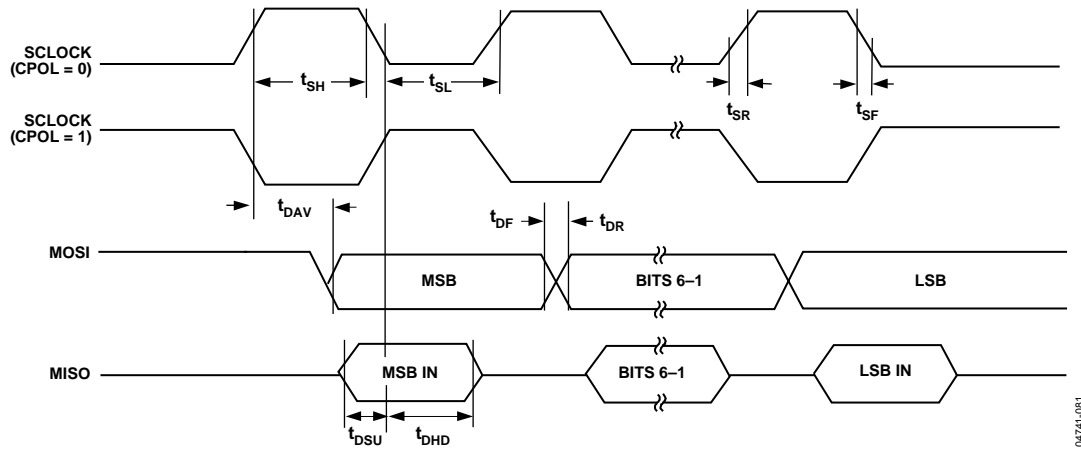 SCLOCK
(CPOL = 0)
tSH
tSL
tSR
tSF
SCLOCK
(CPOL = 1)
tDAV
tDF
tDR
MOSI
MSB
BITS 6–1
LSB
MISO
MSB IN
BITS 6–1
LSB IN
tDSU
tDHD
04741-081